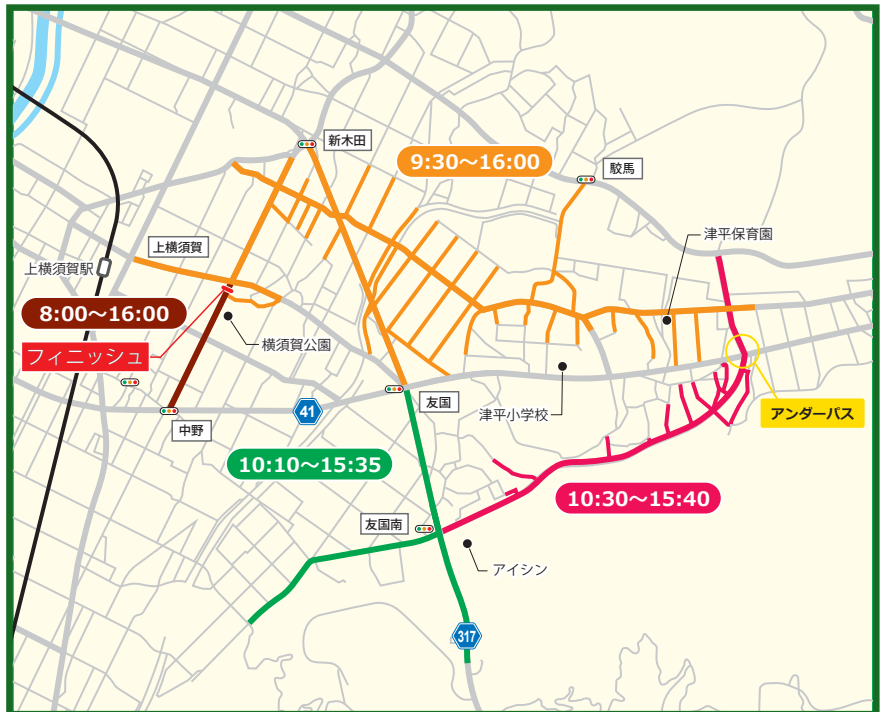 新木田
9:30～16:00
駮馬
津平保育園
上横須賀
上横須賀駅
8:00～16:00
横須賀公園
フィニッシュ
41
友国
津平小学校
アンダーパス
中野
10:10～15:35
10:30～15:40
友国南
アイシン
317